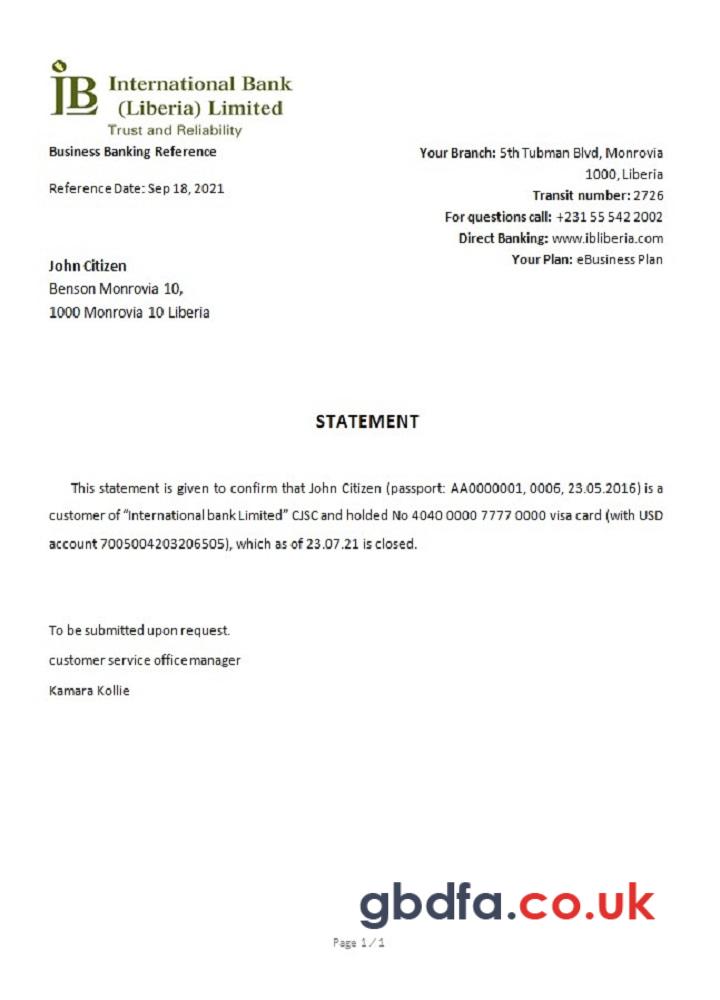 iB International Bank
(Liberia) Limited
Trust and Reliability
Business Banking Reference
Reference Date: Sep 18, 2021
Your Branch: 5th Tubman Blvd, Monrovia
1000, Liberia
Transit number: 2726
For questions call: +231 55 542 2002
Direct Banking: www.ibliberia.com
Your Plan: eBusiness Plan
John Citizen
Benson Monrovia 10,
1000 Monrovia 10 Liberia
STATEMENT
This statement is given to confirm that John Citizen (passport: AA0000001, 0006, 23.05.2016) is a
customer of “International bank Limited” CJSC and holded No 4040 0000 7777 0000 visa card (with USD
account 7005004203206505), which as of 23.07.21 is closed.
To be submitted upon request.
customer service office manager
Kamara Kollie
gbdfa.co.uk
Page 1 / 1